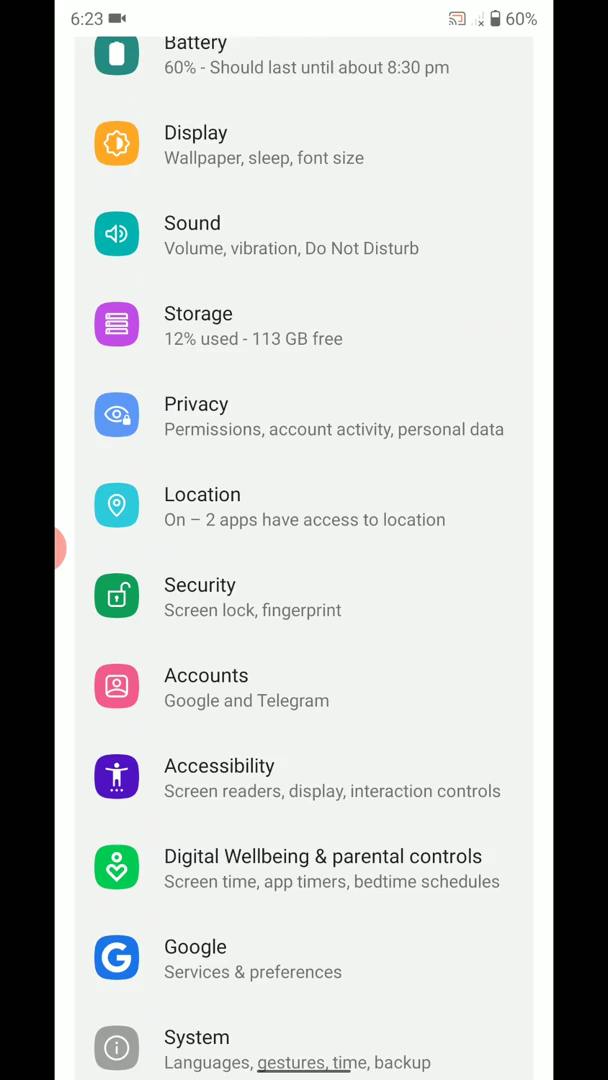 6:23 60%
Battery
60% - Should last until about 8:30 pm
Display
Wallpaper, sleep, font size
Sound
Volume, vibration, Do Not Disturb
Storage
12% used - 113 GB free
Privacy
Permissions, account activity, personal data
Location
On – 2 apps have access to location
Security
Screen lock, fingerprint
Accounts
Google and Telegram
Accessibility
Screen readers, display, interaction controls
Digital Wellbeing & parental controls
Screen time, app timers, bedtime schedules
Google
Services & preferences
System
Languages, gestures, time, backup